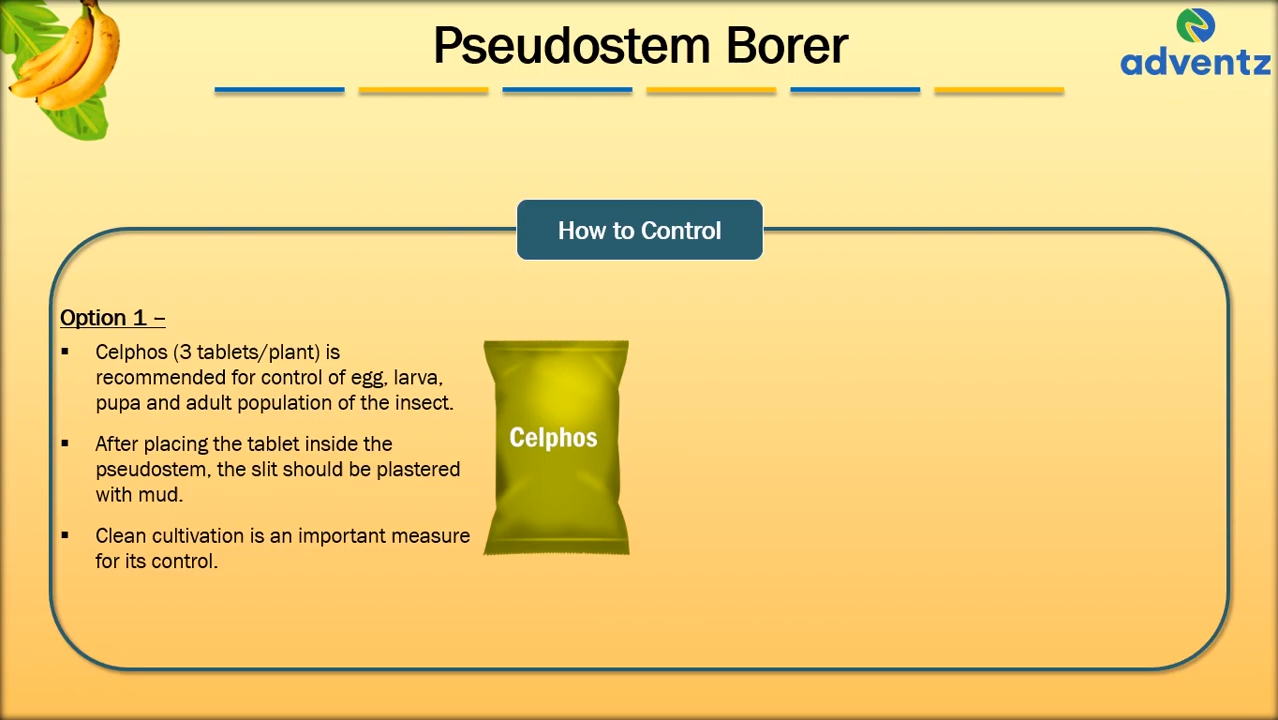 Pseudostem Borer
adventz
How to Control
Option 1 –
▪ Celphos (3 tablets/plant) is
recommended for control of egg, larva,
pupa and adult population of the insect.
▪ After placing the tablet inside the
pseudostem, the slit should be plastered
with mud.
▪ Clean cultivation is an important measure
for its control.
Celphos